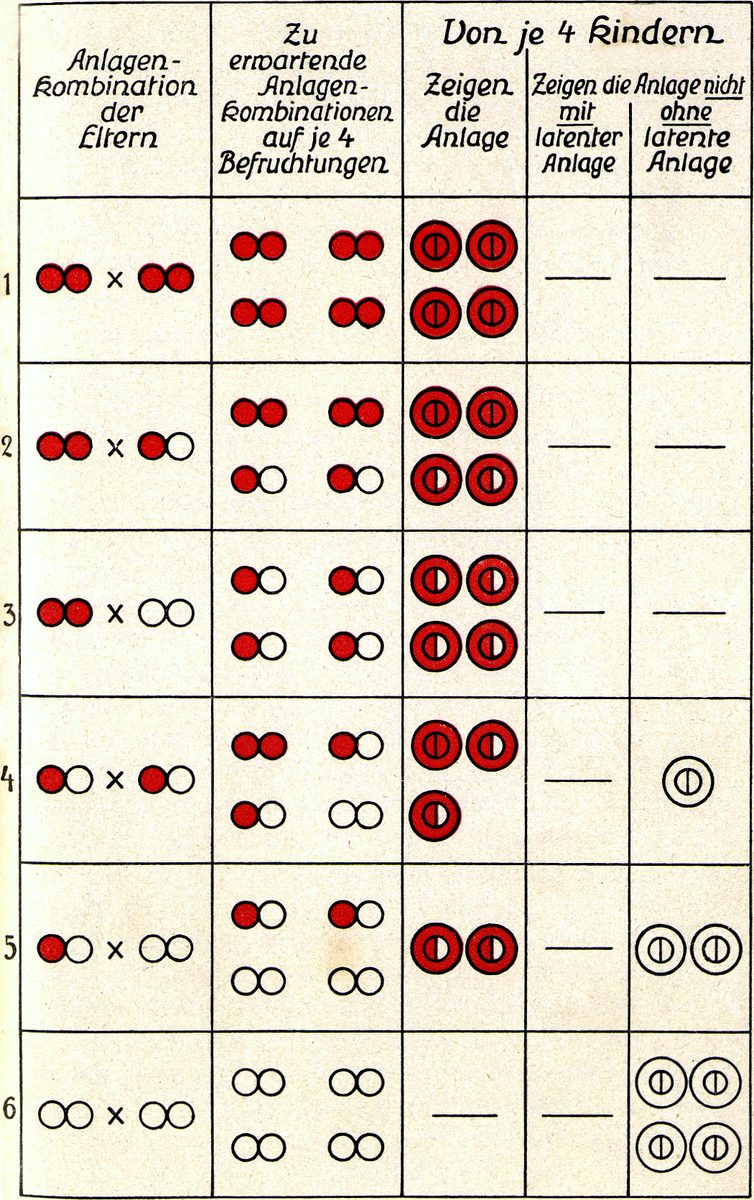 Anlagen-
kombination
der
Eltern
Zu
erwartende
Anlagen-
kombinationen
auf je 4
Befruchtungen
Von je 4 Kindern
Zeigen
die
Anlage
Zeigen die Anlage nicht
mit
latenter
Anlage
ohne
latente
Anlage
1
×
2
×
3
×
4
×
5
×
6
×